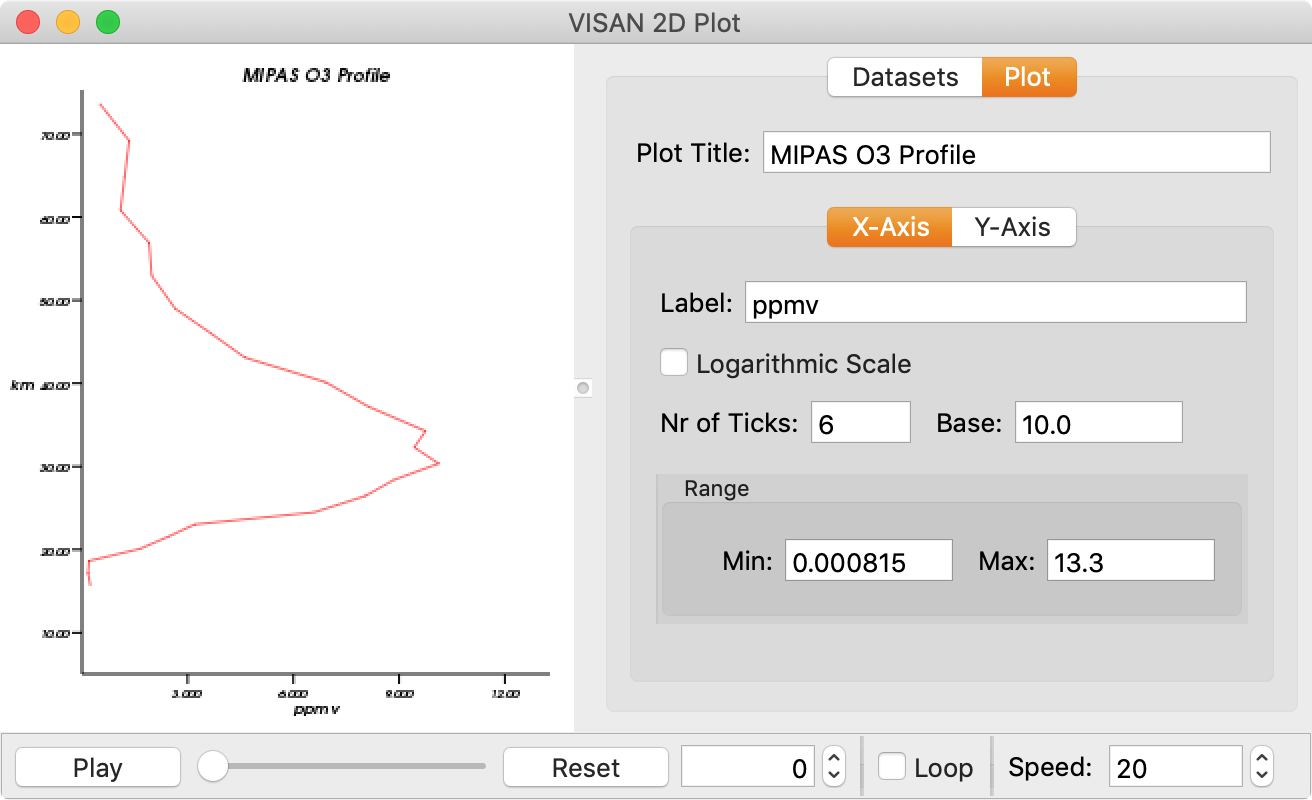 VISAN 2D Plot
MIPAS O3 Profile
70.00
60.00
50.00
km 40.00
30.00
20.00
10.00
3.000 6.000 9.000 12.00
ppmv
Datasets Plot
Plot Title: MIPAS O3 Profile
X-Axis Y-Axis
Label: ppmv
Logarithmic Scale
Nr of Ticks: 6 Base: 10.0
Range
Min: 0.000815 Max: 13.3
Play Reset 0 Loop Speed: 20